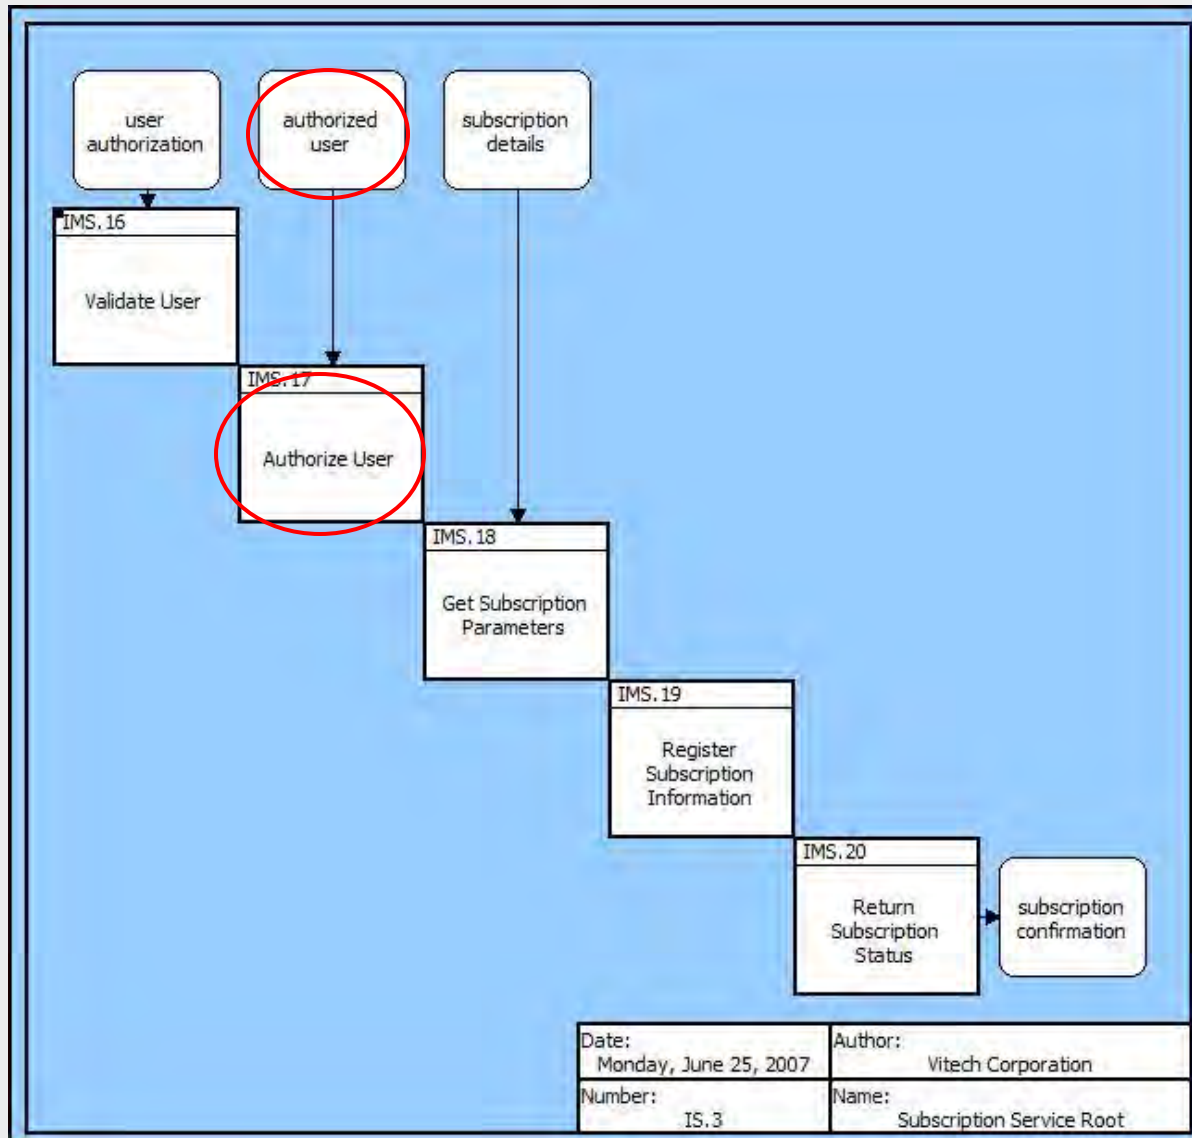 user
authorization
authorized
user
subscription
details
IMS.16
Validate User
IMS.17
Authorize User
IMS.18
Get Subscription
Parameters
IMS.19
Register
Subscription
Information
IMS.20
Return
Subscription
Status
subscription
confirmation
Date:
Monday, June 25, 2007
Author:
Vitech Corporation
Number:
IS.3
Name:
Subscription Service Root